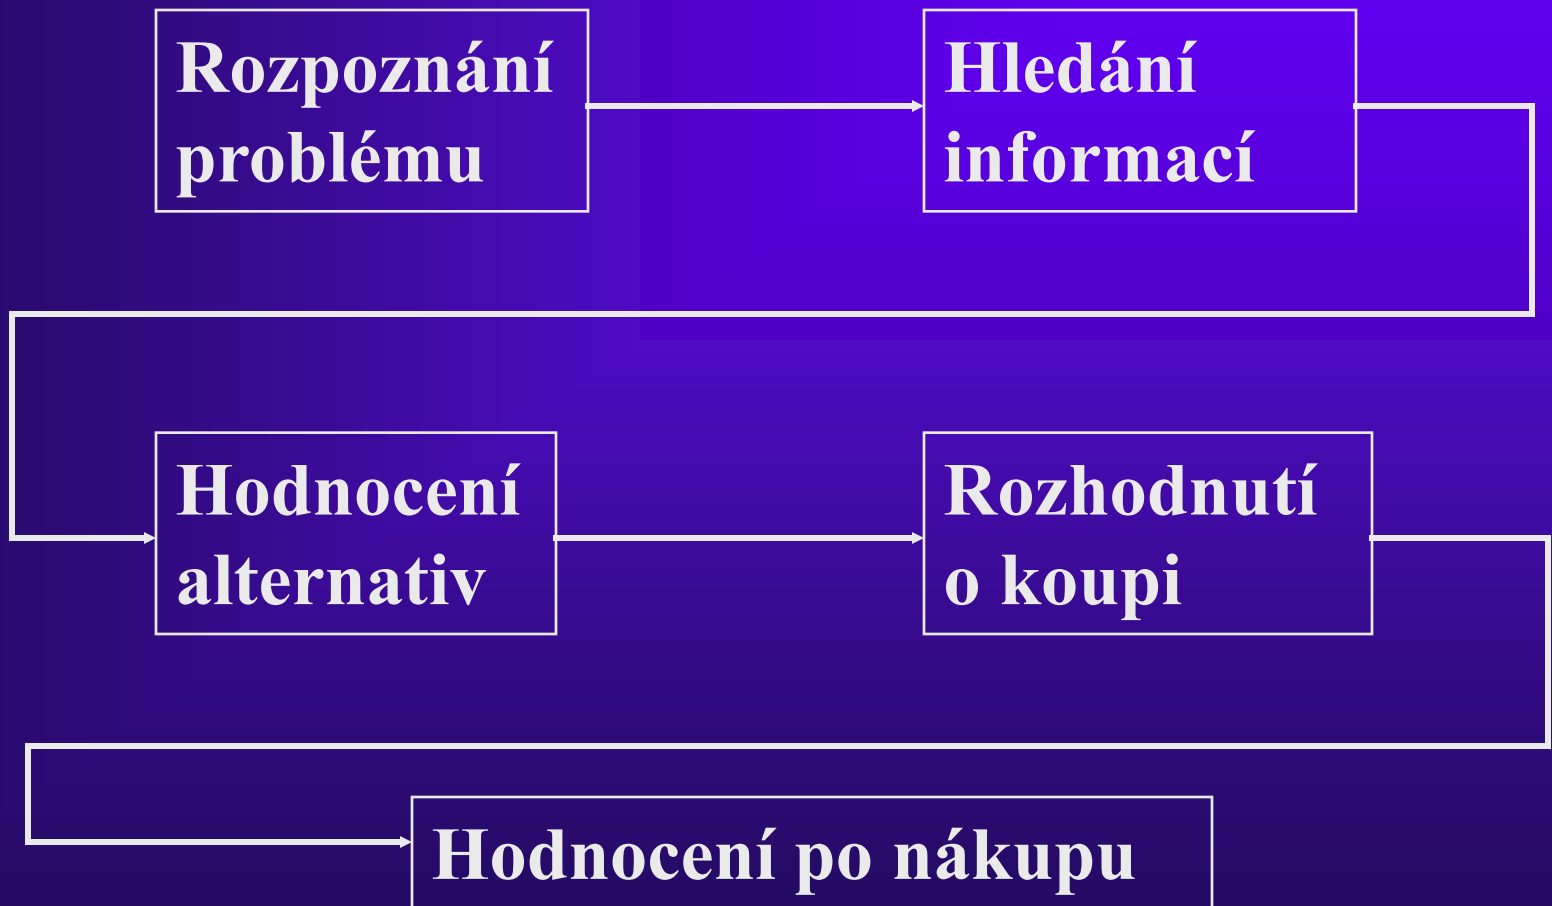 Rozpoznání
problému
Hledání
informací
Hodnocení
alternativ
Rozhodnutí
o koupi
Hodnocení po nákupu